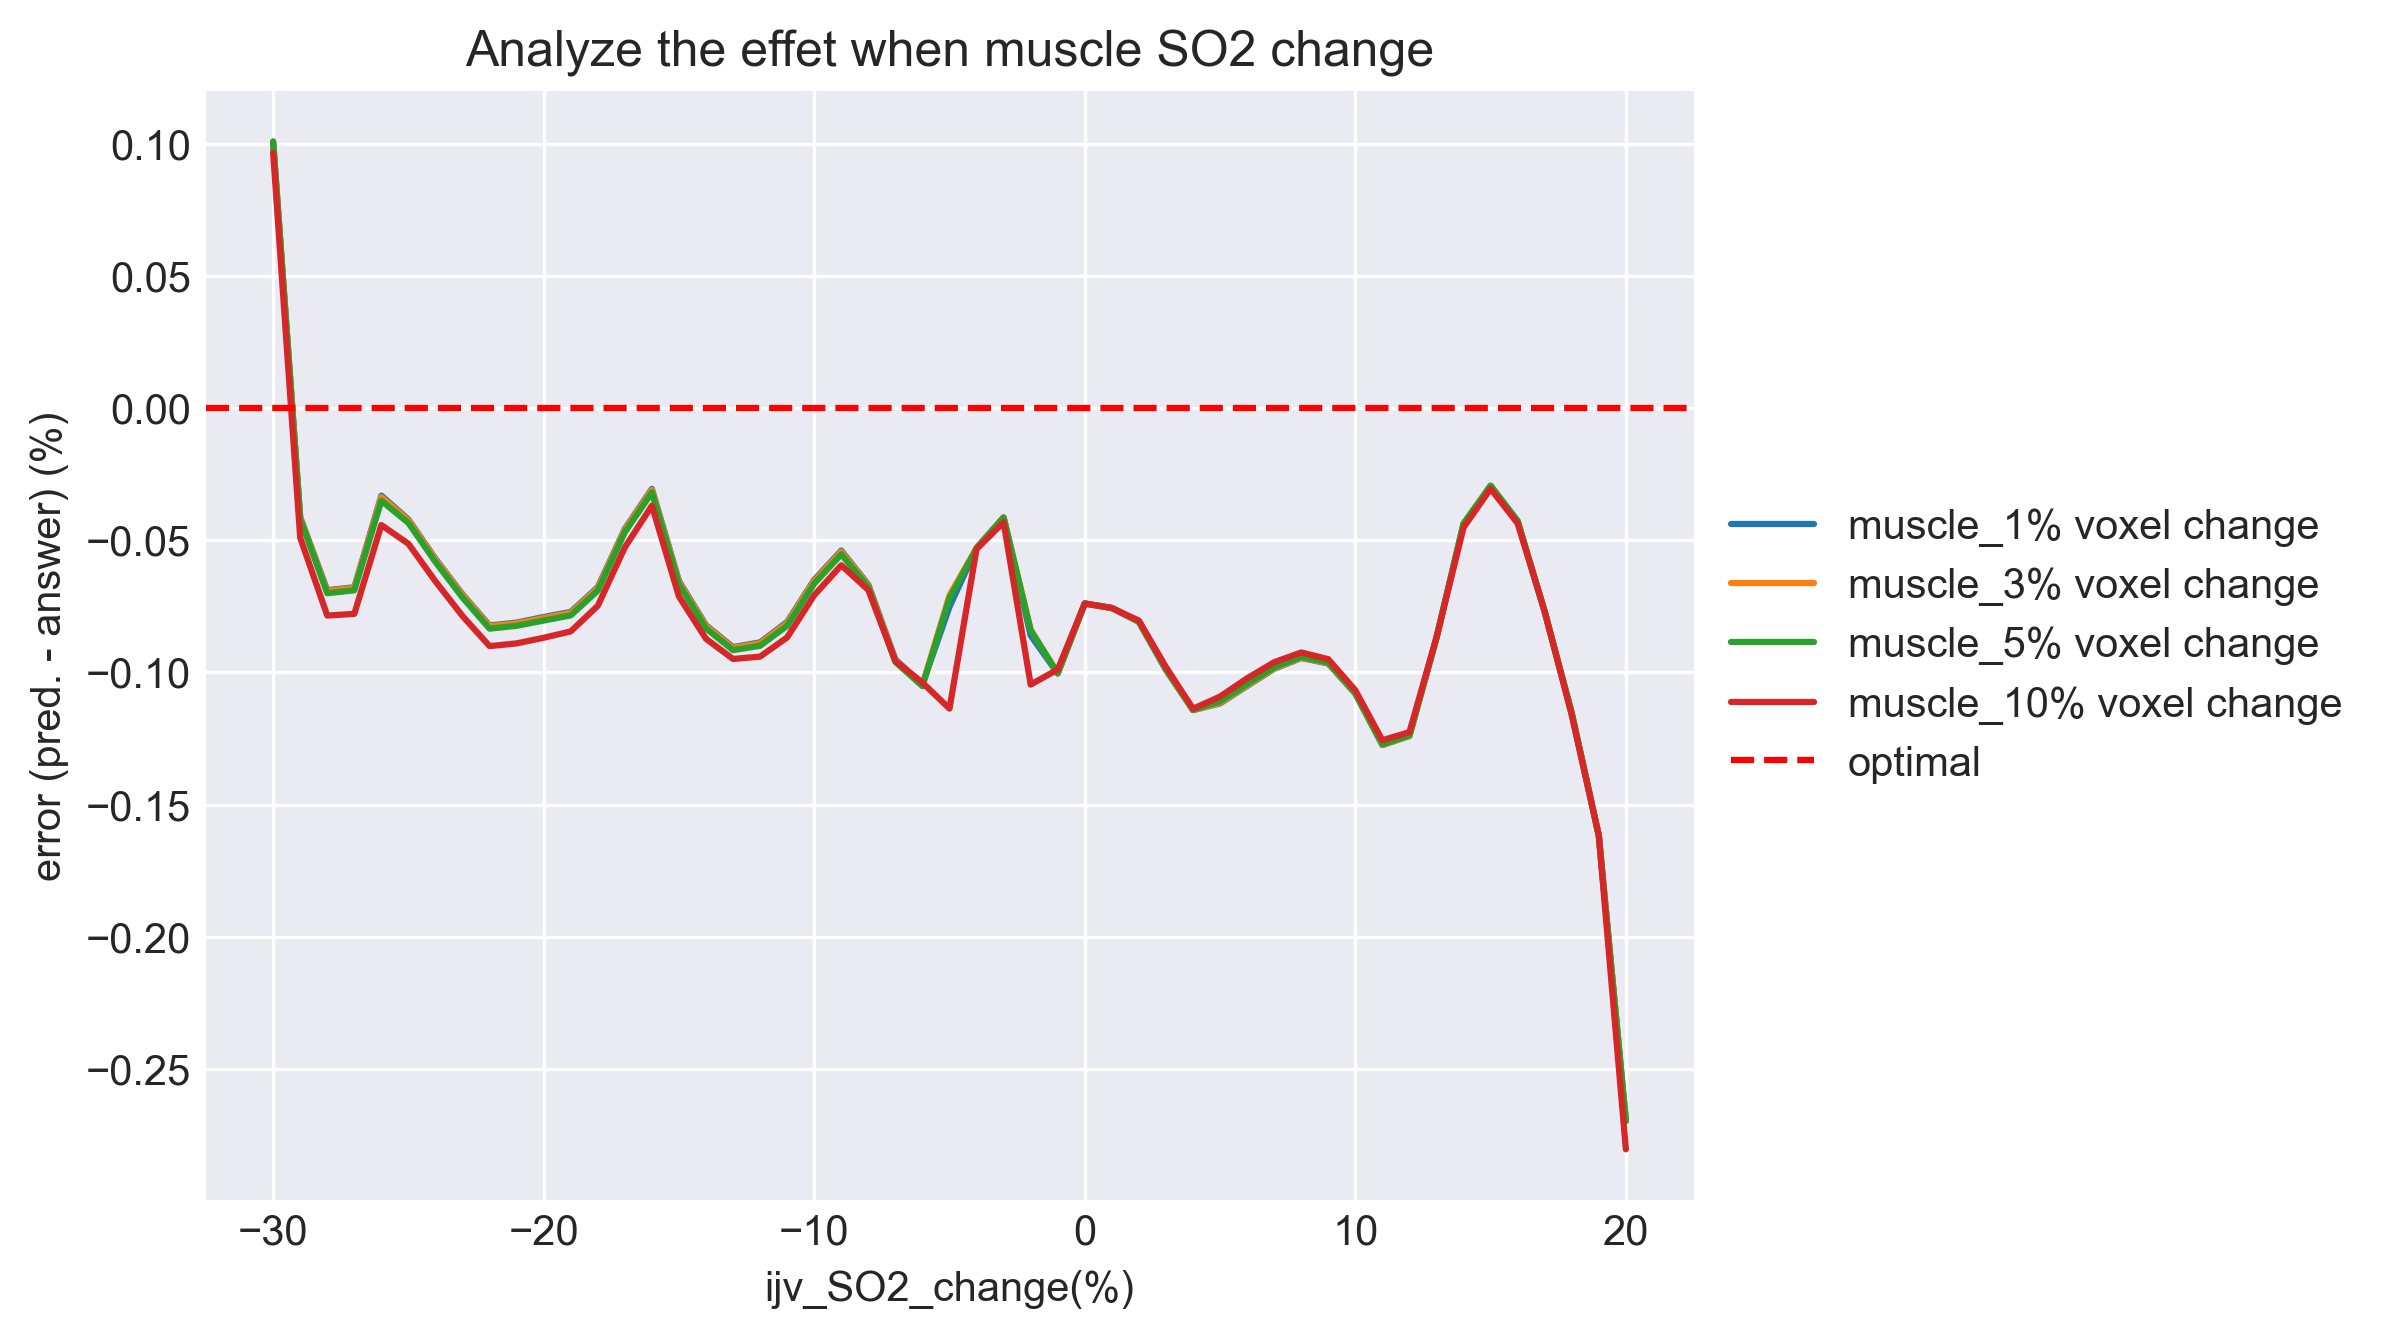 Analyze the effet when muscle SO2 change
error (pred. - answer) (%)
0.10
0.05
0.00
−0.05
−0.10
−0.15
−0.20
−0.25
−30
−20
−10
0
10
20
ijv_SO2_change(%)
muscle_1% voxel change
muscle_3% voxel change
muscle_5% voxel change
muscle_10% voxel change
optimal